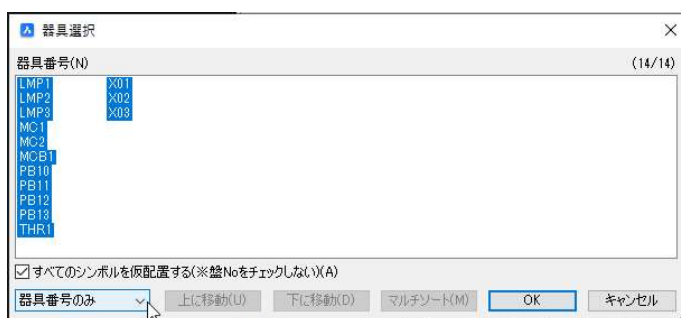 器具選択
器具番号(N) (14/14)
LMP1 X01
LMP2 X02
LMP3 X03
MC1
MC2
MCB1
PB10
PB11
PB12
PB13
THR1
すべてのシンボルを仮配置する(※盤Noをチェックしない)(A)
器具番号のみ 上に移動(U) 下に移動(D) マルチソート(M) OK キャンセル